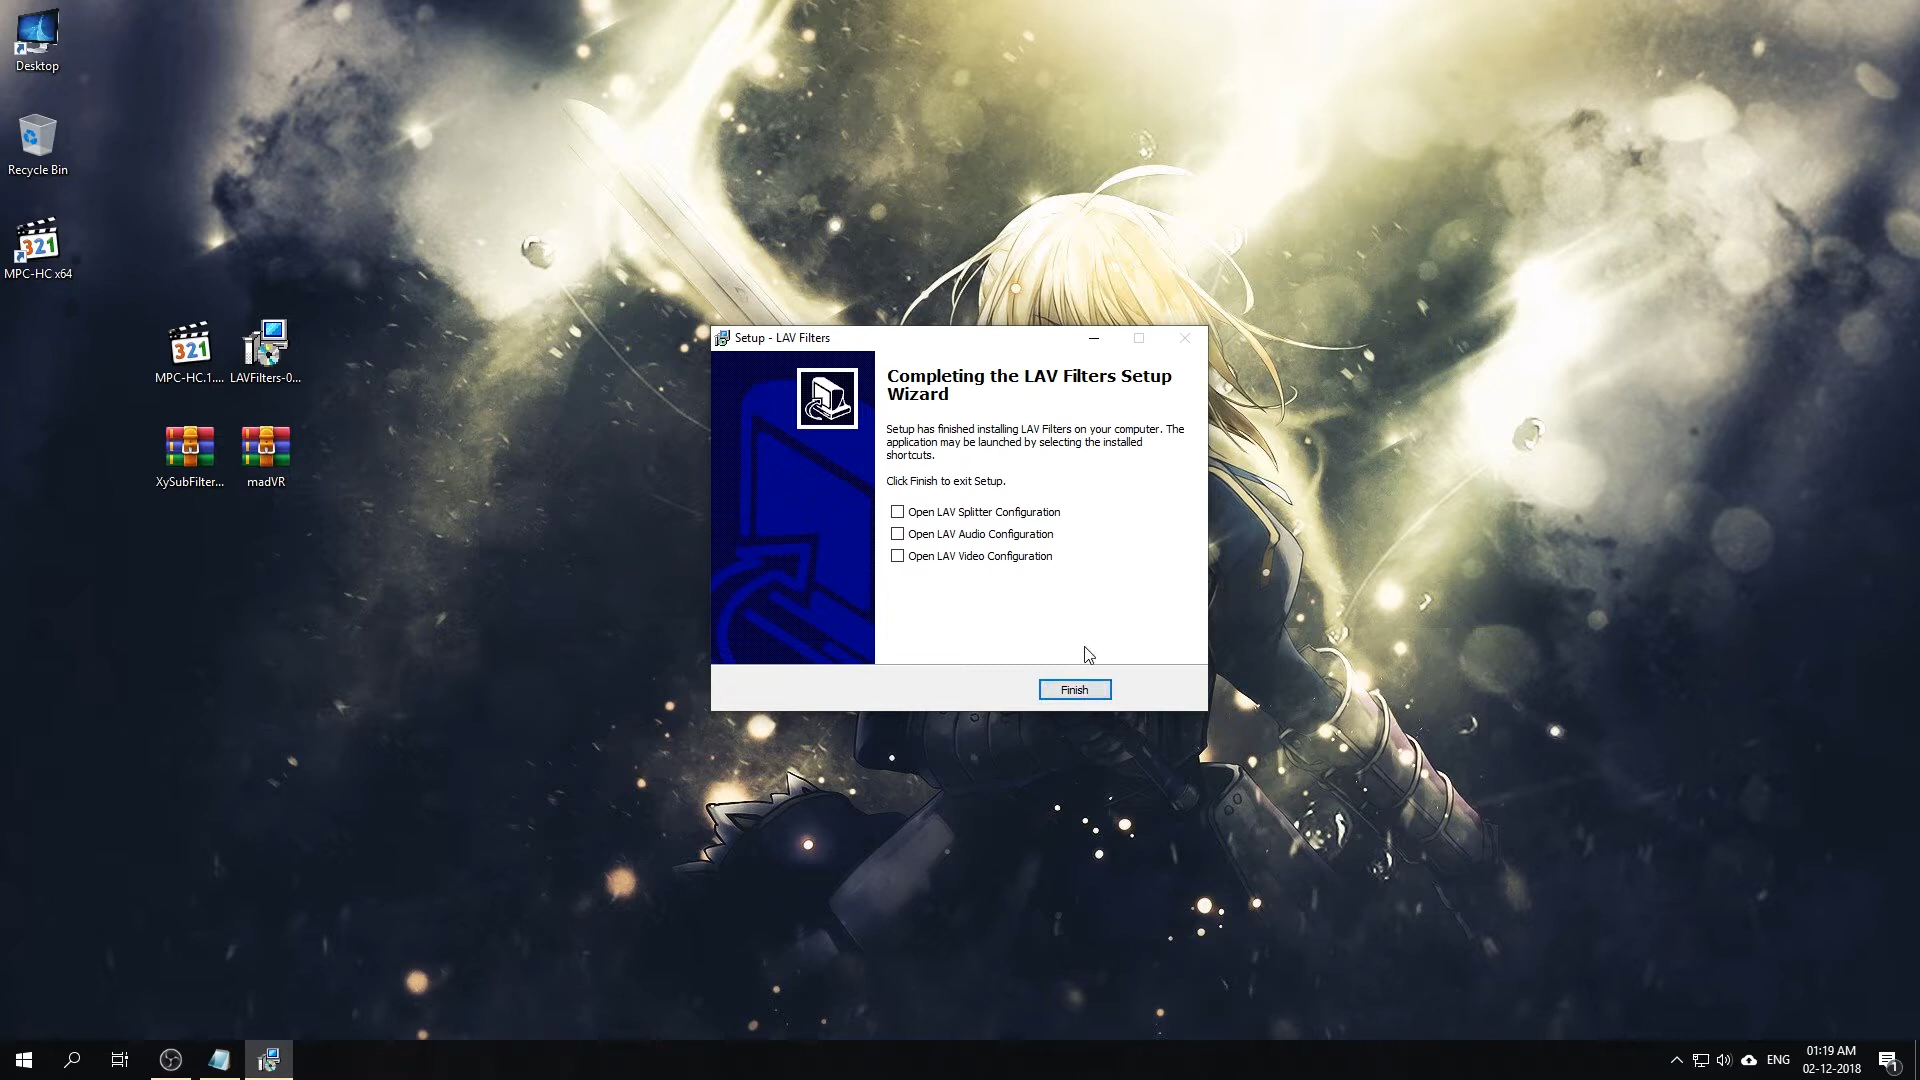 Desktop
Recycle Bin
321
MPC-HC x64
321
MPC-HC.1....
LAVFilters-0...
XySubFilter...
madVR
Setup - LAV Filters
Completing the LAV Filters Setup
Wizard
Setup has finished installing LAV Filters on your computer. The
application may be launched by selecting the installed
shortcuts.
Click Finish to exit Setup.
Open LAV Splitter Configuration
Open LAV Audio Configuration
Open LAV Video Configuration
Finish
ENG
01:19 AM
02-12-2018
1